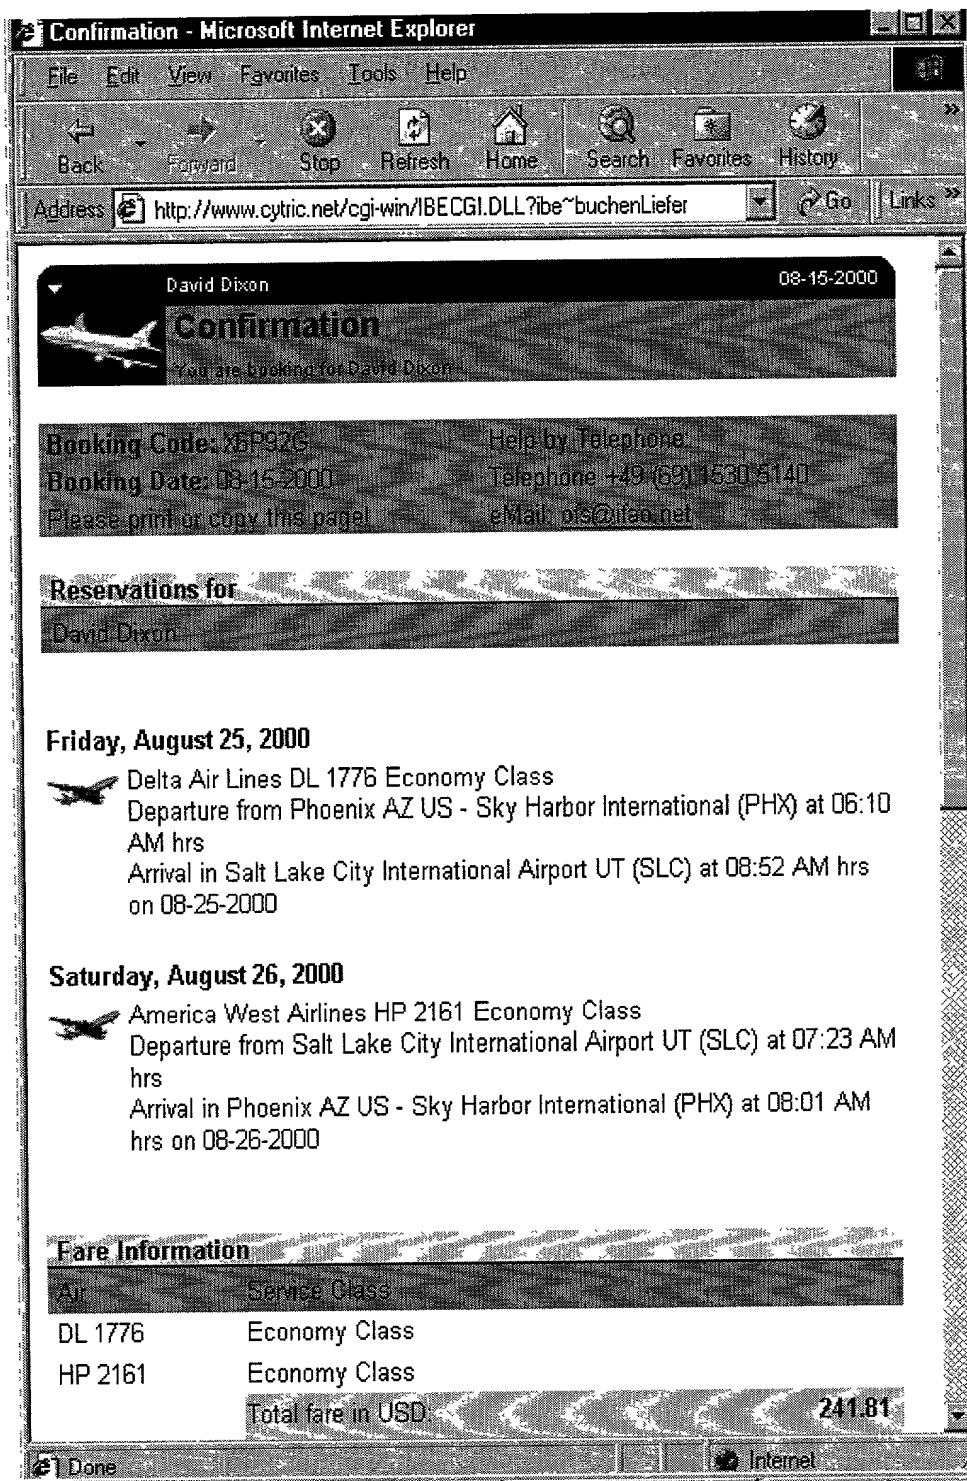 Confirmation - Microsoft Internet Explorer
File Edit View Favorites Tools Help
Back Forward Stop Refresh Home Search Favorites History
Address http://www.cytric.net/cgi-win/IBECGI.DLL?ibe~buchenLiefer Go Links
David Dixon 08-15-2000
Confirmation
You are booking for David Dixon
Booking Code: Help by Telephone:
Booking Date: 08-15-2000 Telephone +49 (69) 1530 5140
Please print or copy this page! eMail: ofs@ifao.net
Reservations for
David Dixon
Friday, August 25, 2000
Delta Air Lines DL 1776 Economy Class
Departure from Phoenix AZ US - Sky Harbor International (PHX) at 06:10
AM hrs
Arrival in Salt Lake City International Airport UT (SLC) at 08:52 AM hrs
on 08-25-2000
Saturday, August 26, 2000
America West Airlines HP 2161 Economy Class
Departure from Salt Lake City International Airport UT (SLC) at 07:23 AM
hrs
Arrival in Phoenix AZ US - Sky Harbor International (PHX) at 08:01 AM
hrs on 08-26-2000
Fare Information
Air Service Class
DL 1776 Economy Class
HP 2161 Economy Class
Total fare in USD: 241.81
Done Internet